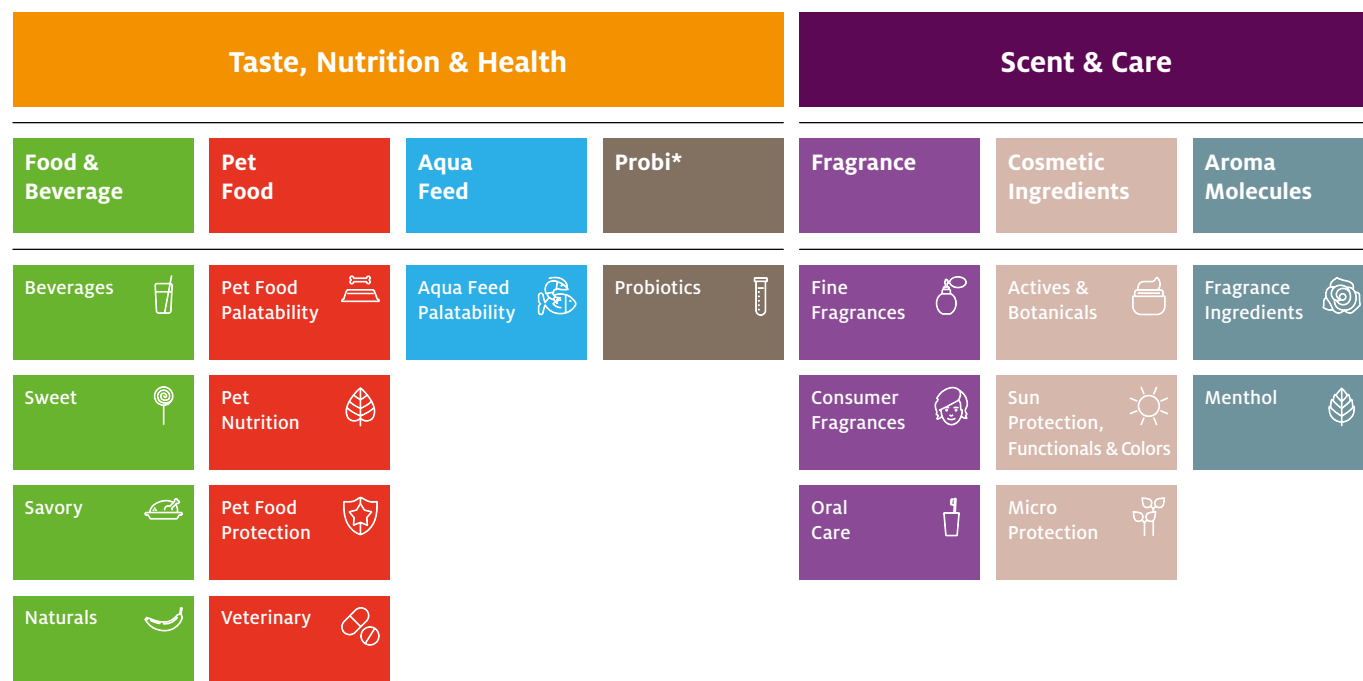 Taste, Nutrition & Health
Scent & Care
Food &
Beverage
Pet
Food
Aqua
Feed
Probi*
Fragrance
Cosmetic
Ingredients
Aroma
Molecules
Beverages
Pet Food
Palatability
Aqua Feed
Palatability
Probiotics
Fine
Fragrances
Actives &
Botanicals
Fragrance
Ingredients
Sweet
Pet
Nutrition
Consumer
Fragrances
Sun
Protection,
Functionals & Colors
Menthol
Savory
Pet Food
Protection
Oral
Care
Micro
Protection
Naturals
Veterinary